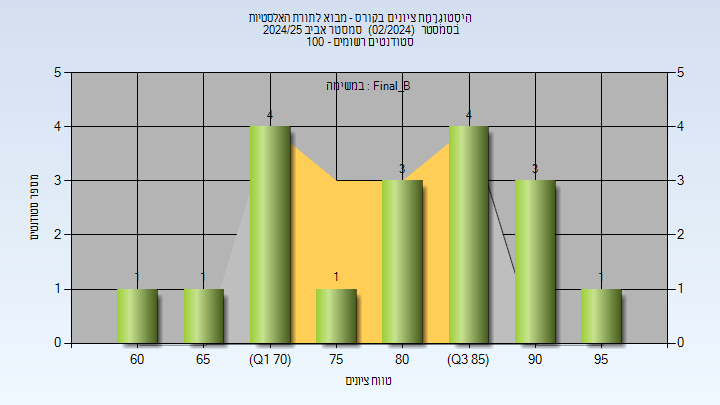 היסטוגרמת ציונים בקורס - מבוא לתורת האלסטיות
בסמסטר (02/2024) סמסטר אביב 2024/25
סטודנטים רשומים - 100
במשימה : Final_B
5 5
4 4
3 3
2 2
1 1
0 0
1 1 4 1 3 4 3 1
מספר סטודנטים
60 65 (Q1 70) 75 80 (Q3 85) 90 95
טווח ציונים